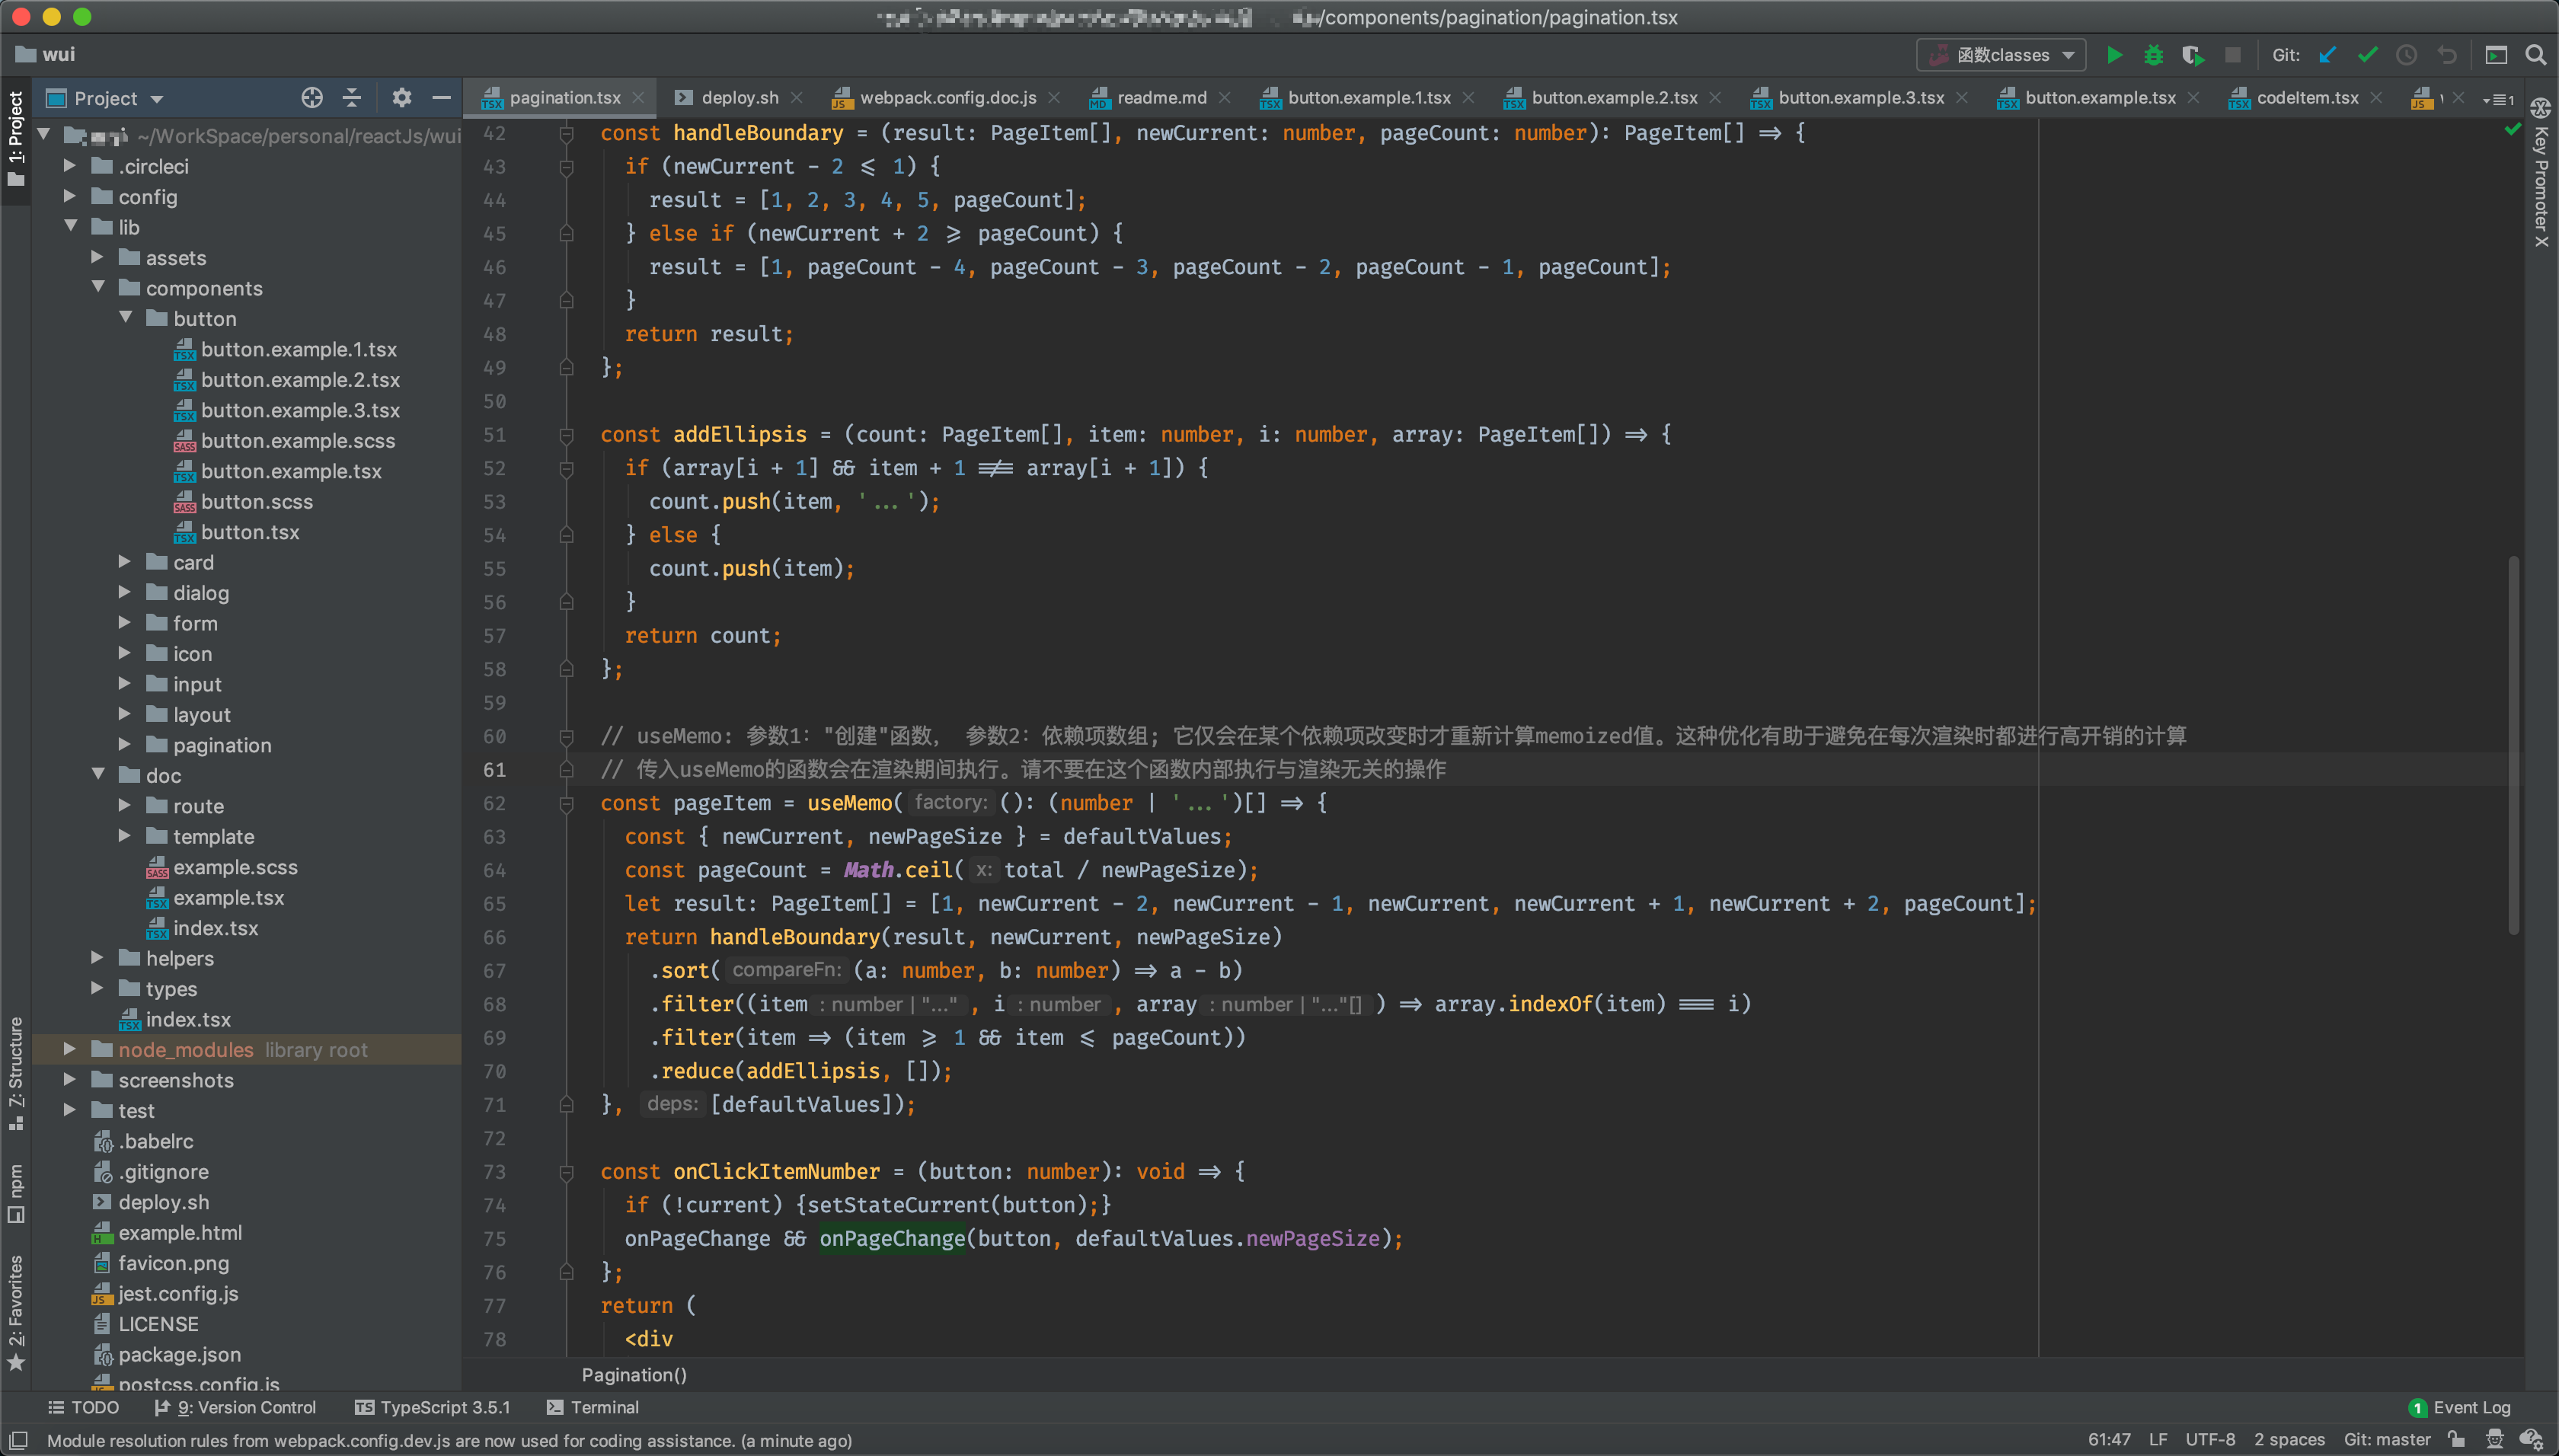 /components/pagination/pagination.tsx
wui
函数classes
Git:
Project
pagination.tsx
deploy.sh
webpack.config.doc.js
readme.md
button.example.1.tsx
button.example.2.tsx
button.example.3.tsx
button.example.tsx
codeItem.tsx
1: Project
Z: Structure
npm
2: Favorites
Key Promoter X
~/WorkSpace/personal/reactJs/wui
.circleci
config
lib
assets
components
button
button.example.1.tsx
button.example.2.tsx
button.example.3.tsx
button.example.scss
button.example.tsx
button.scss
button.tsx
card
dialog
form
icon
input
layout
pagination
doc
route
template
example.scss
example.tsx
index.tsx
helpers
types
index.tsx
node_modules library root
screenshots
test
.babelrc
.gitignore
deploy.sh
example.html
favicon.png
jest.config.js
LICENSE
package.json
postcss.config.js
42 const handleBoundary = (result: PageItem[], newCurrent: number, pageCount: number): PageItem[] => {
43 if (newCurrent - 2 <= 1) {
44 result = [1, 2, 3, 4, 5, pageCount];
45 } else if (newCurrent + 2 >= pageCount) {
46 result = [1, pageCount - 4, pageCount - 3, pageCount - 2, pageCount - 1, pageCount];
47 }
48 return result;
49 };
50
51 const addEllipsis = (count: PageItem[], item: number, i: number, array: PageItem[]) => {
52 if (array[i + 1] && item + 1 !== array[i + 1]) {
53 count.push(item, '...');
54 } else {
55 count.push(item);
56 }
57 return count;
58 };
59
60 // useMemo: 参数1: "创建"函数, 参数2: 依赖项数组; 它仅会在某个依赖项改变时才重新计算memoized值。这种优化有助于避免在每次渲染时都进行高开销的计算
61 // 传入useMemo的函数会在渲染期间执行。请不要在这个函数内部执行与渲染无关的操作
62 const pageItem = useMemo( factory: (): (number | '...')[] => {
63 const { newCurrent, newPageSize } = defaultValues;
64 const pageCount = Math.ceil( x: total / newPageSize);
65 let result: PageItem[] = [1, newCurrent - 2, newCurrent - 1, newCurrent, newCurrent + 1, newCurrent + 2, pageCount];
66 return handleBoundary(result, newCurrent, newPageSize)
67 .sort( compareFn: (a: number, b: number) => a - b)
68 .filter((item : number | "..." , i : number , array : number | "..."[] ) => array.indexOf(item) === i)
69 .filter(item => (item >= 1 && item <= pageCount))
70 .reduce(addEllipsis, []);
71 }, deps: [defaultValues]);
72
73 const onClickItemNumber = (button: number): void => {
74 if (!current) {setStateCurrent(button);}
75 onPageChange && onPageChange(button, defaultValues.newPageSize);
76 };
77 return (
78 <div
Pagination()
TODO
9: Version Control
TypeScript 3.5.1
Terminal
1 Event Log
Module resolution rules from webpack.config.dev.js are now used for coding assistance. (a minute ago)
61:47 LF UTF-8 2 spaces Git: master